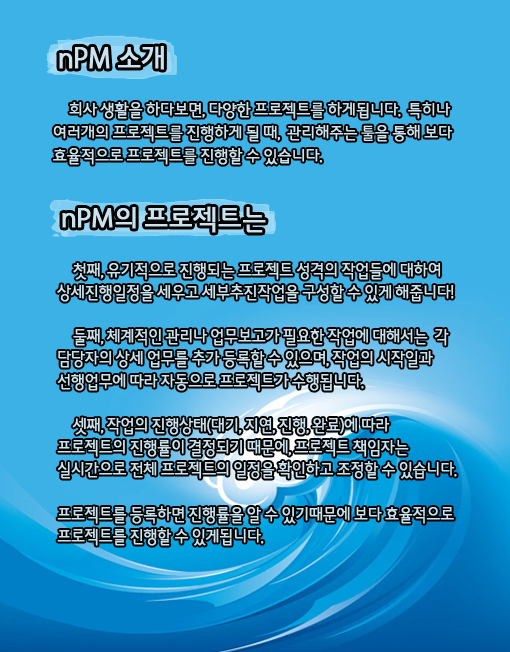 nPM 소개
회사 생활을 하다보면, 다양한 프로젝트를 하게됩니다. 특히나
여러개의 프로젝트를 진행하게 될 때, 관리해주는 툴을 통해 보다
효율적으로 프로젝트를 진행할 수 있습니다.
nPM의 프로젝트는
첫째, 유기적으로 진행되는 프로젝트 성격의 작업들에 대하여
상세진행일정을 세우고 세부추진작업을 구성할 수 있게 해줍니다!
둘째, 체계적인 관리나 업무보고가 필요한 작업에 대해서는 각
담당자의 상세 업무를 추가 등록할 수 있으며, 작업의 시작일과
선행업무에 따라 자동으로 프로젝트가 수행됩니다.
셋째, 작업의 진행상태(대기, 지연, 진행, 완료)에 따라
프로젝트의 진행률이 결정되기 때문에, 프로젝트 책임자는
실시간으로 전체 프로젝트의 일정을 확인하고 조정할 수 있습니다.
프로젝트를 등록하면 진행률을 알 수 있기때문에 보다 효율적으로
프로젝트를 진행할 수 있게됩니다.